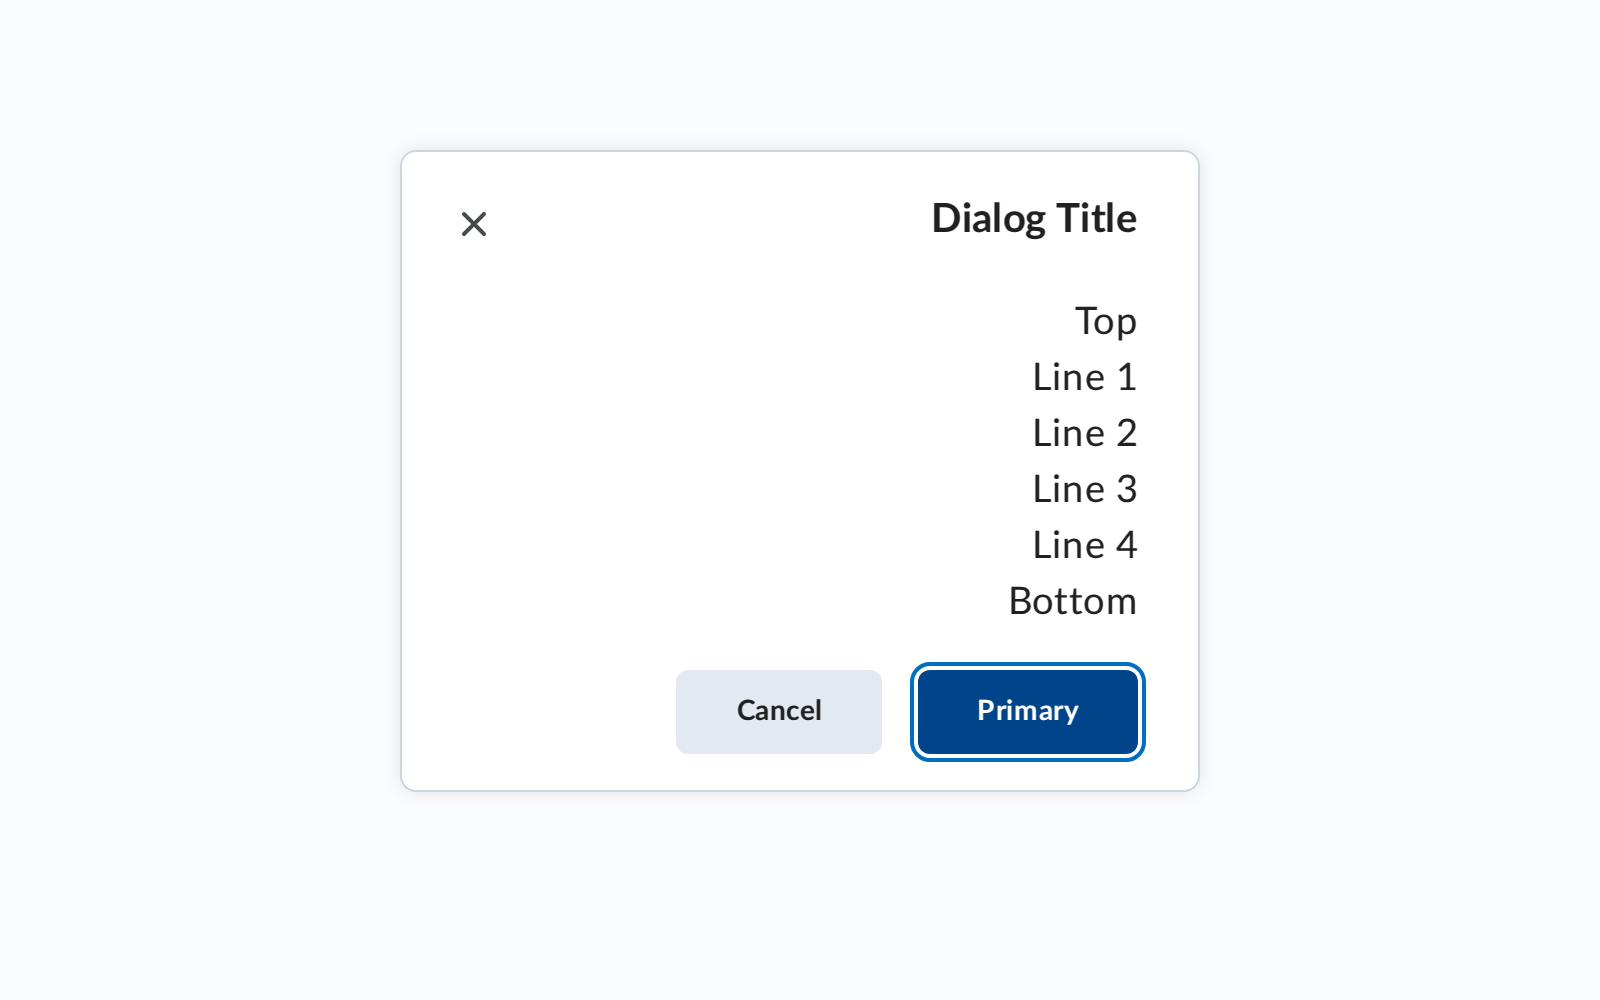 Dialog Title
Top
Line 1
Line 2
Line 3
Line 4
Bottom
Primary
Cancel